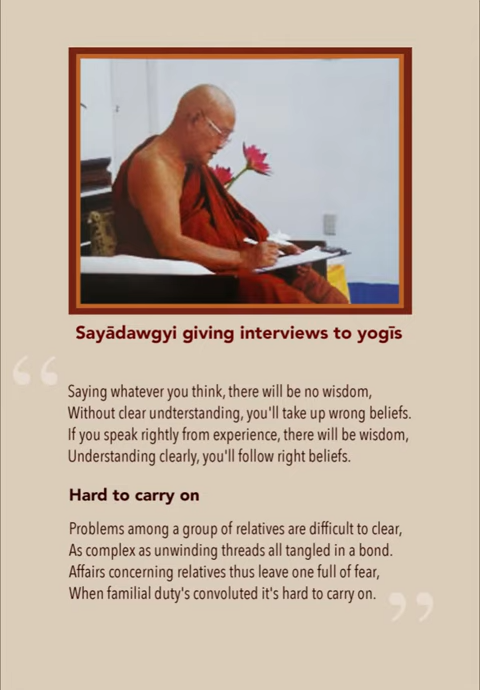 Sayādawgyi giving interviews to yogīs
“
Saying whatever you think, there will be no wisdom,
Without clear undterstanding, you'll take up wrong beliefs.
If you speak rightly from experience, there will be wisdom,
Understanding clearly, you'll follow right beliefs.
Hard to carry on
Problems among a group of relatives are difficult to clear,
As complex as unwinding threads all tangled in a bond.
Affairs concerning relatives thus leave one full of fear,
When familial duty's convoluted it's hard to carry on.
”